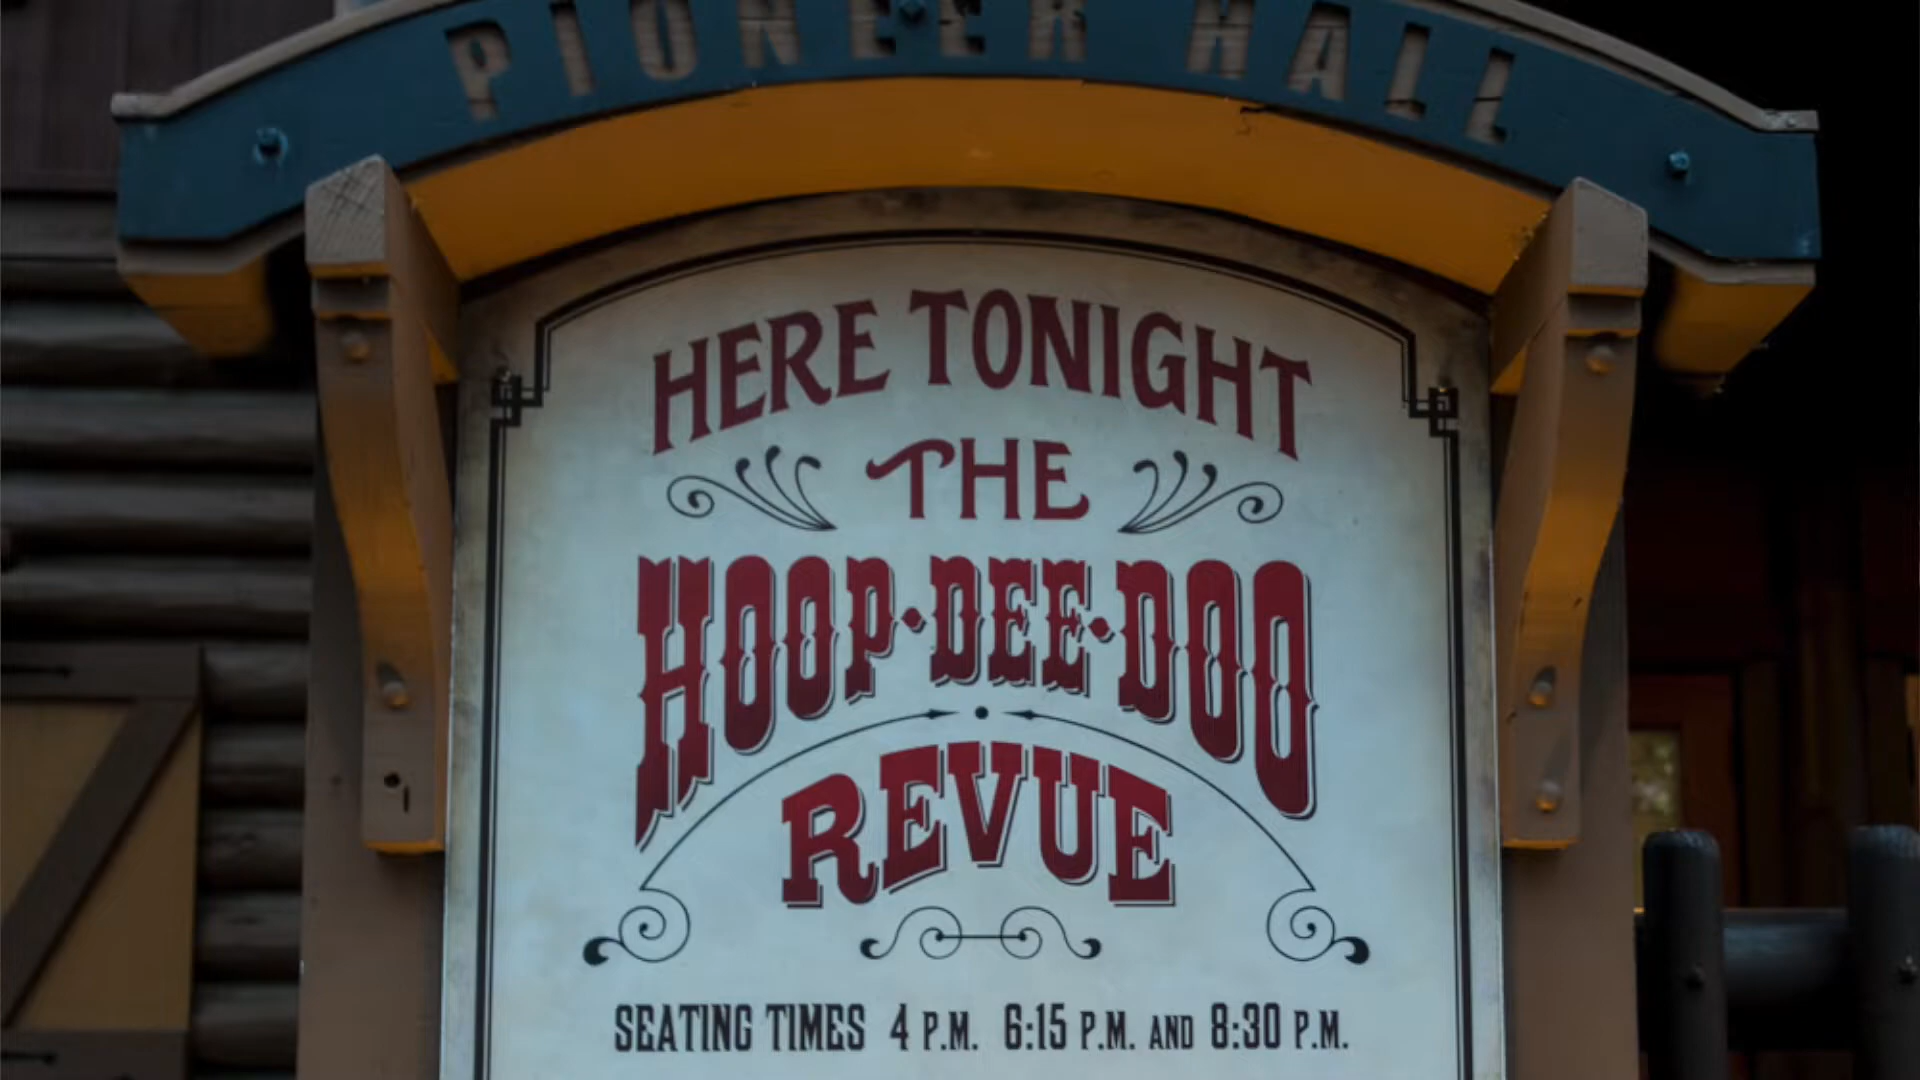 PIONEER HALL
HERE TONIGHT
THE
HOOP·DEE·DOO
REVUE
SEATING TIMES 4 P.M. 6:15 P.M. AND 8:30 P.M.